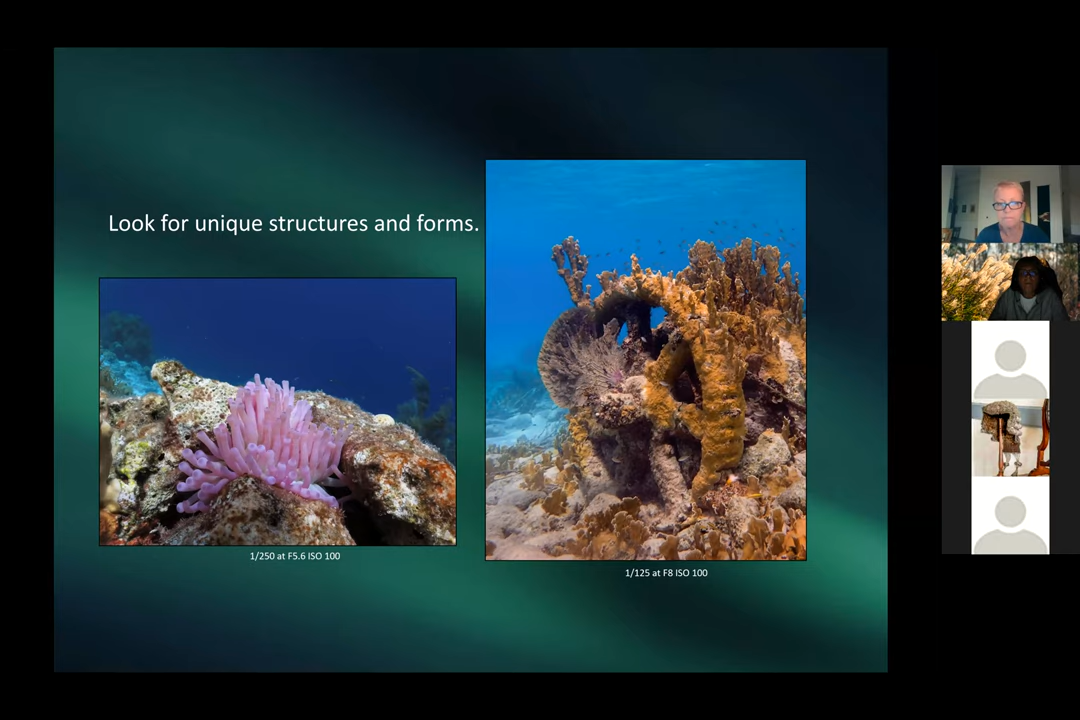 Look for unique structures and forms.
1/250 at F5.6 ISO 100
1/125 at F8 ISO 100